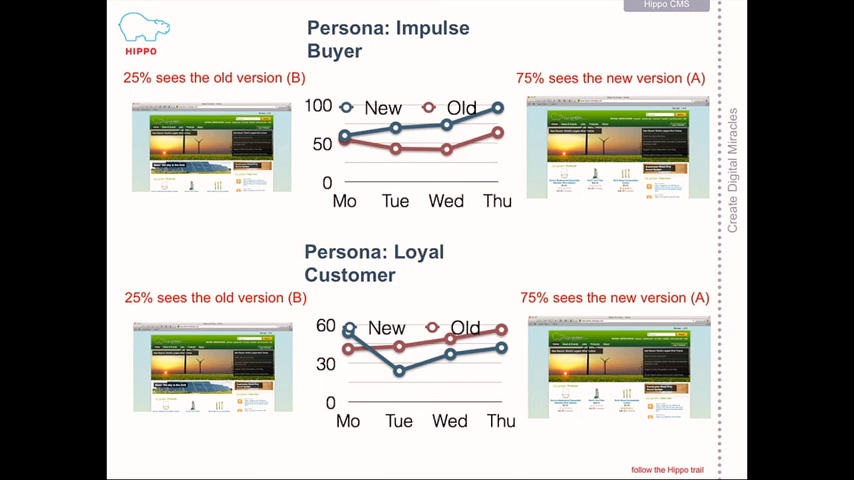 Hippo CMS
HIPPO
Persona: Impulse
Buyer
25% sees the old version (B)
75% sees the new version (A)
100
New
Old
50
0
Mo
Tue
Wed
Thu
Create Digital Miracles
Persona: Loyal
Customer
25% sees the old version (B)
75% sees the new version (A)
60
New
Old
30
0
Mo
Tue
Wed
Thu
follow the Hippo trail